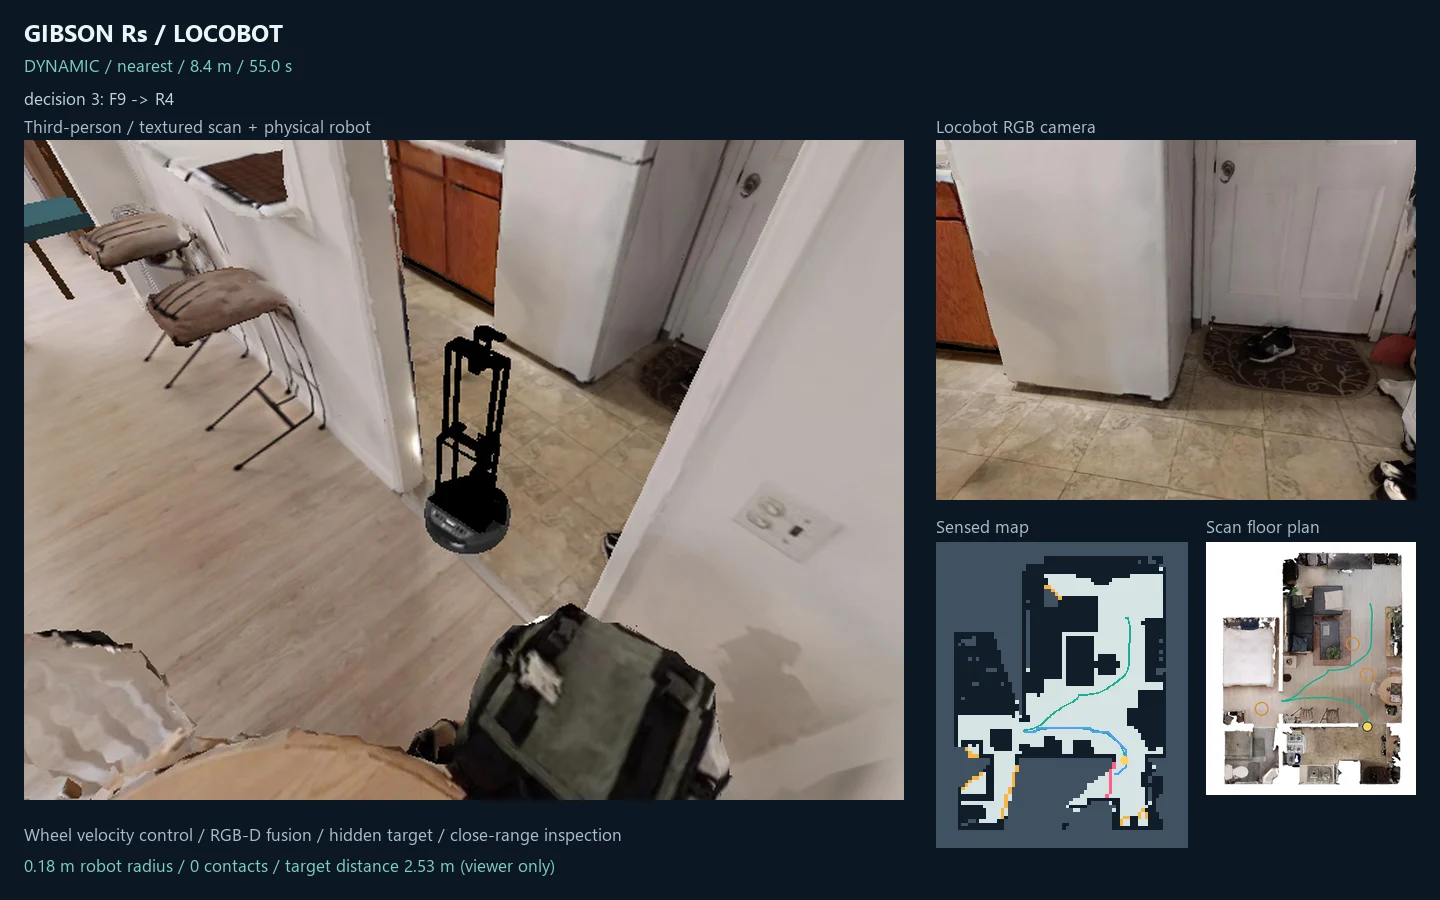 GIBSON Rs / LOCOBOT
DYNAMIC / nearest / 8.4 m / 55.0 s
decision 3: F9 -> R4
Third-person / textured scan + physical robot
Locobot RGB camera
Sensed map
Scan floor plan
Wheel velocity control / RGB-D fusion / hidden target / close-range inspection
0.18 m robot radius / 0 contacts / target distance 2.53 m (viewer only)